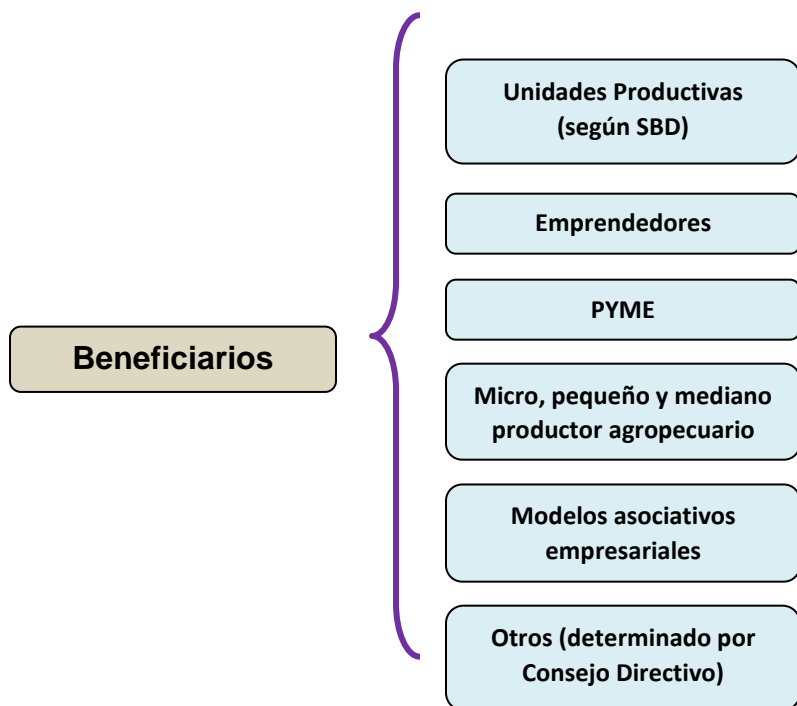 Beneficiarios
Unidades Productivas
(según SBD)
Emprendedores
PYME
Micro, pequeño y mediano
productor agropecuario
Modelos asociativos
empresariales
Otros (determinado por
Consejo Directivo)